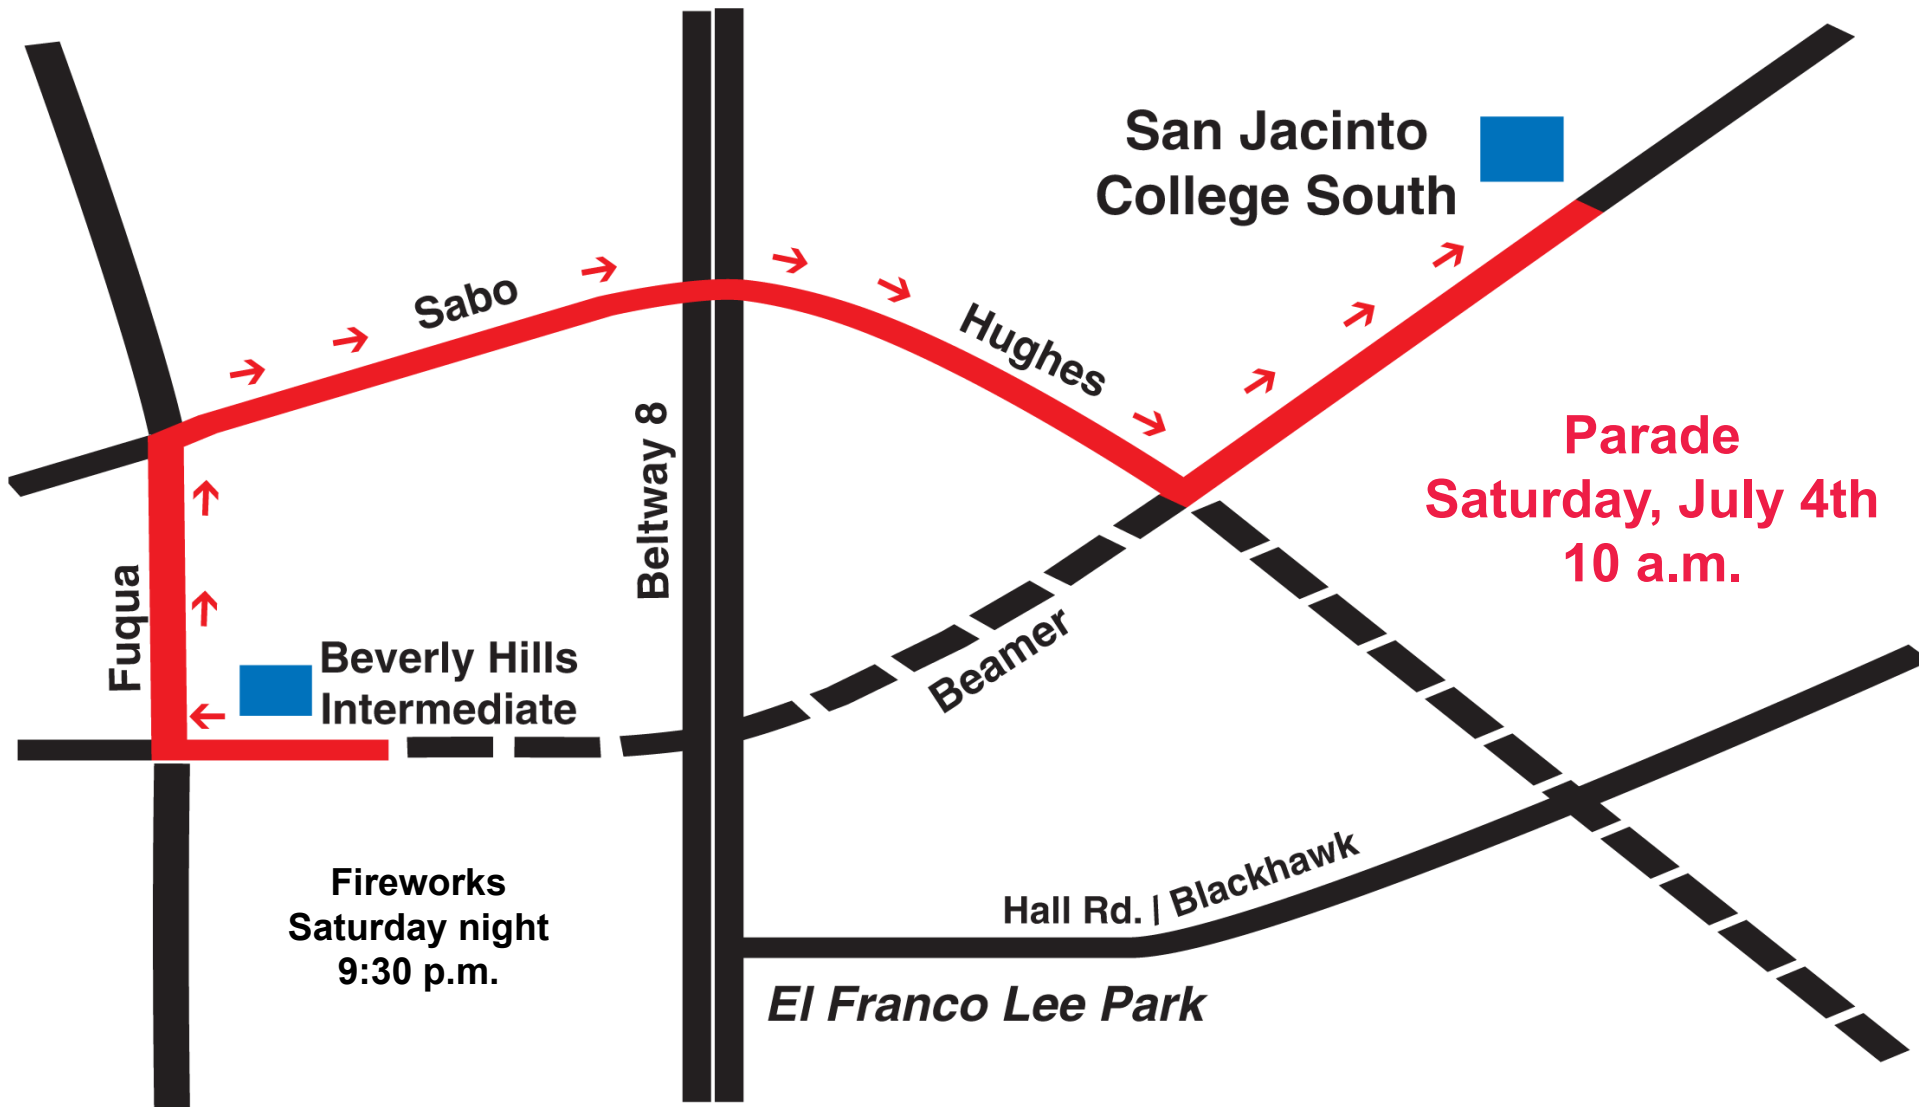 San Jacinto
College South
Sabo
Hughes
Beltway 8
Parade
Saturday, July 4th
10 a.m.
Fuqua
Beverly Hills
Intermediate
Beamer
Fireworks
Saturday night
9:30 p.m.
Hall Rd. / Blackhawk
El Franco Lee Park